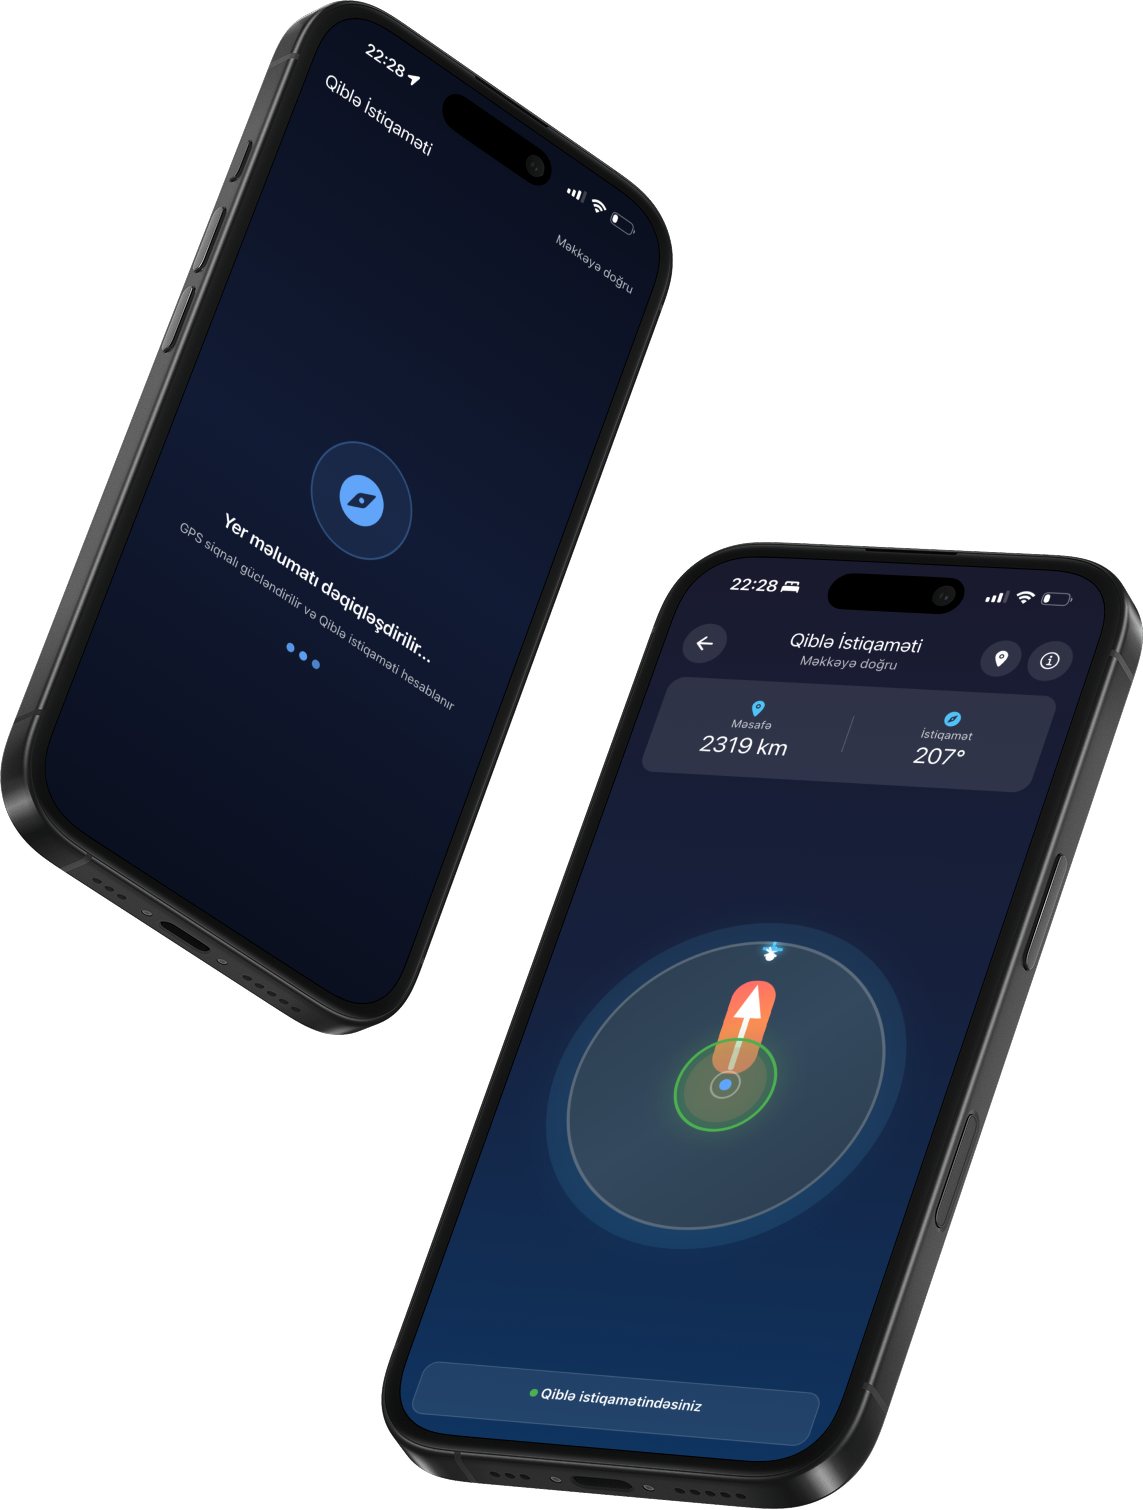 22:28
Qiblə İstiqaməti
Məkkəyə doğru
Yer məlumatı dəqiqləşdirilir...
GPS siqnalı gücləndirilir və Qiblə istiqaməti hesablanır
22:28
Qiblə İstiqaməti
Məkkəyə doğru
Məsafə
2319 km
İstiqamət
207°
Qiblə istiqamətindəsiniz